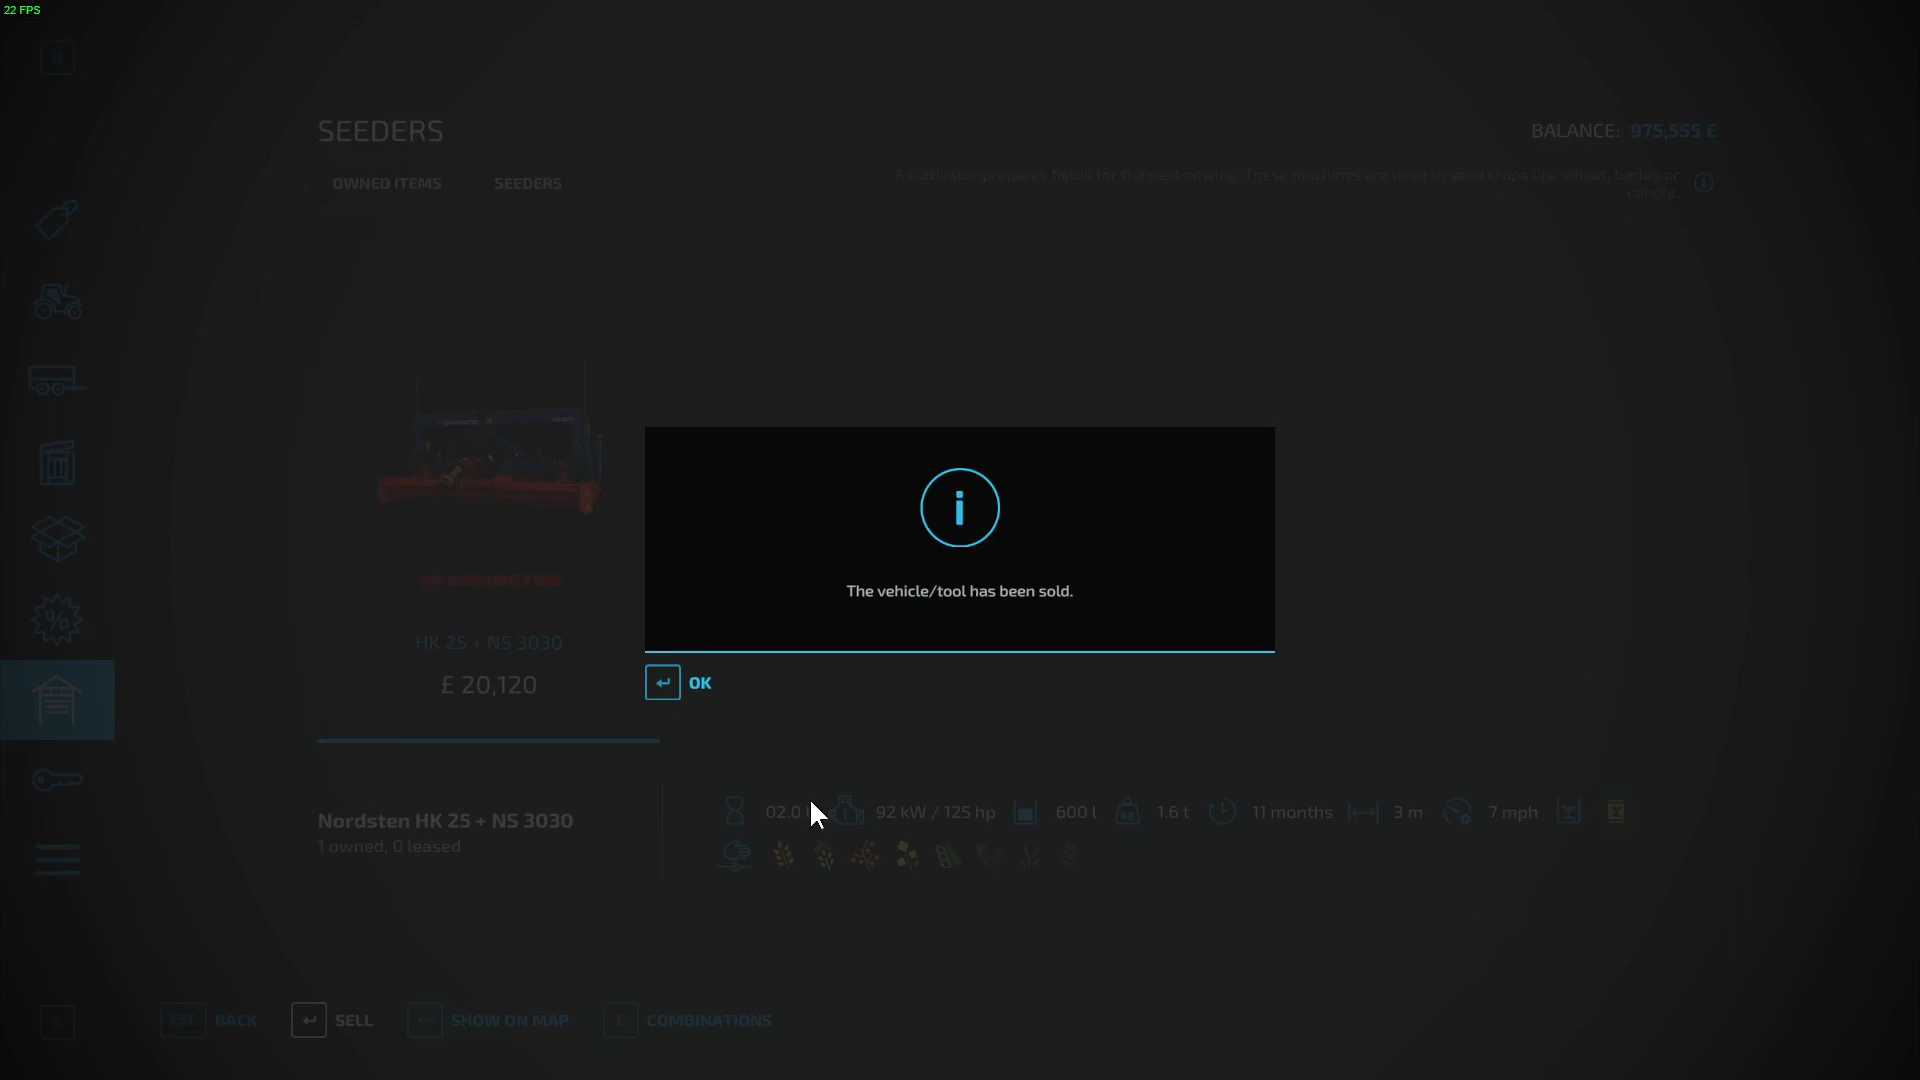 22 FPS
SEEDERS
BALANCE: 975,555 £
OWNED ITEMS SEEDERS
A cultivator prepares fields for the next sowing. These machines are used to seed crops like wheat, barley or
canola.
The vehicle/tool has been sold.
HK 25 + NS 3030
£ 20,120
OK
Nordsten HK 25 + NS 3030
1 owned, 0 leased
02.0 92 kW / 125 hp 600 l 1.6 t 11 months 3 m 7 mph
ESC BACK SELL SHOW ON MAP C COMBINATIONS